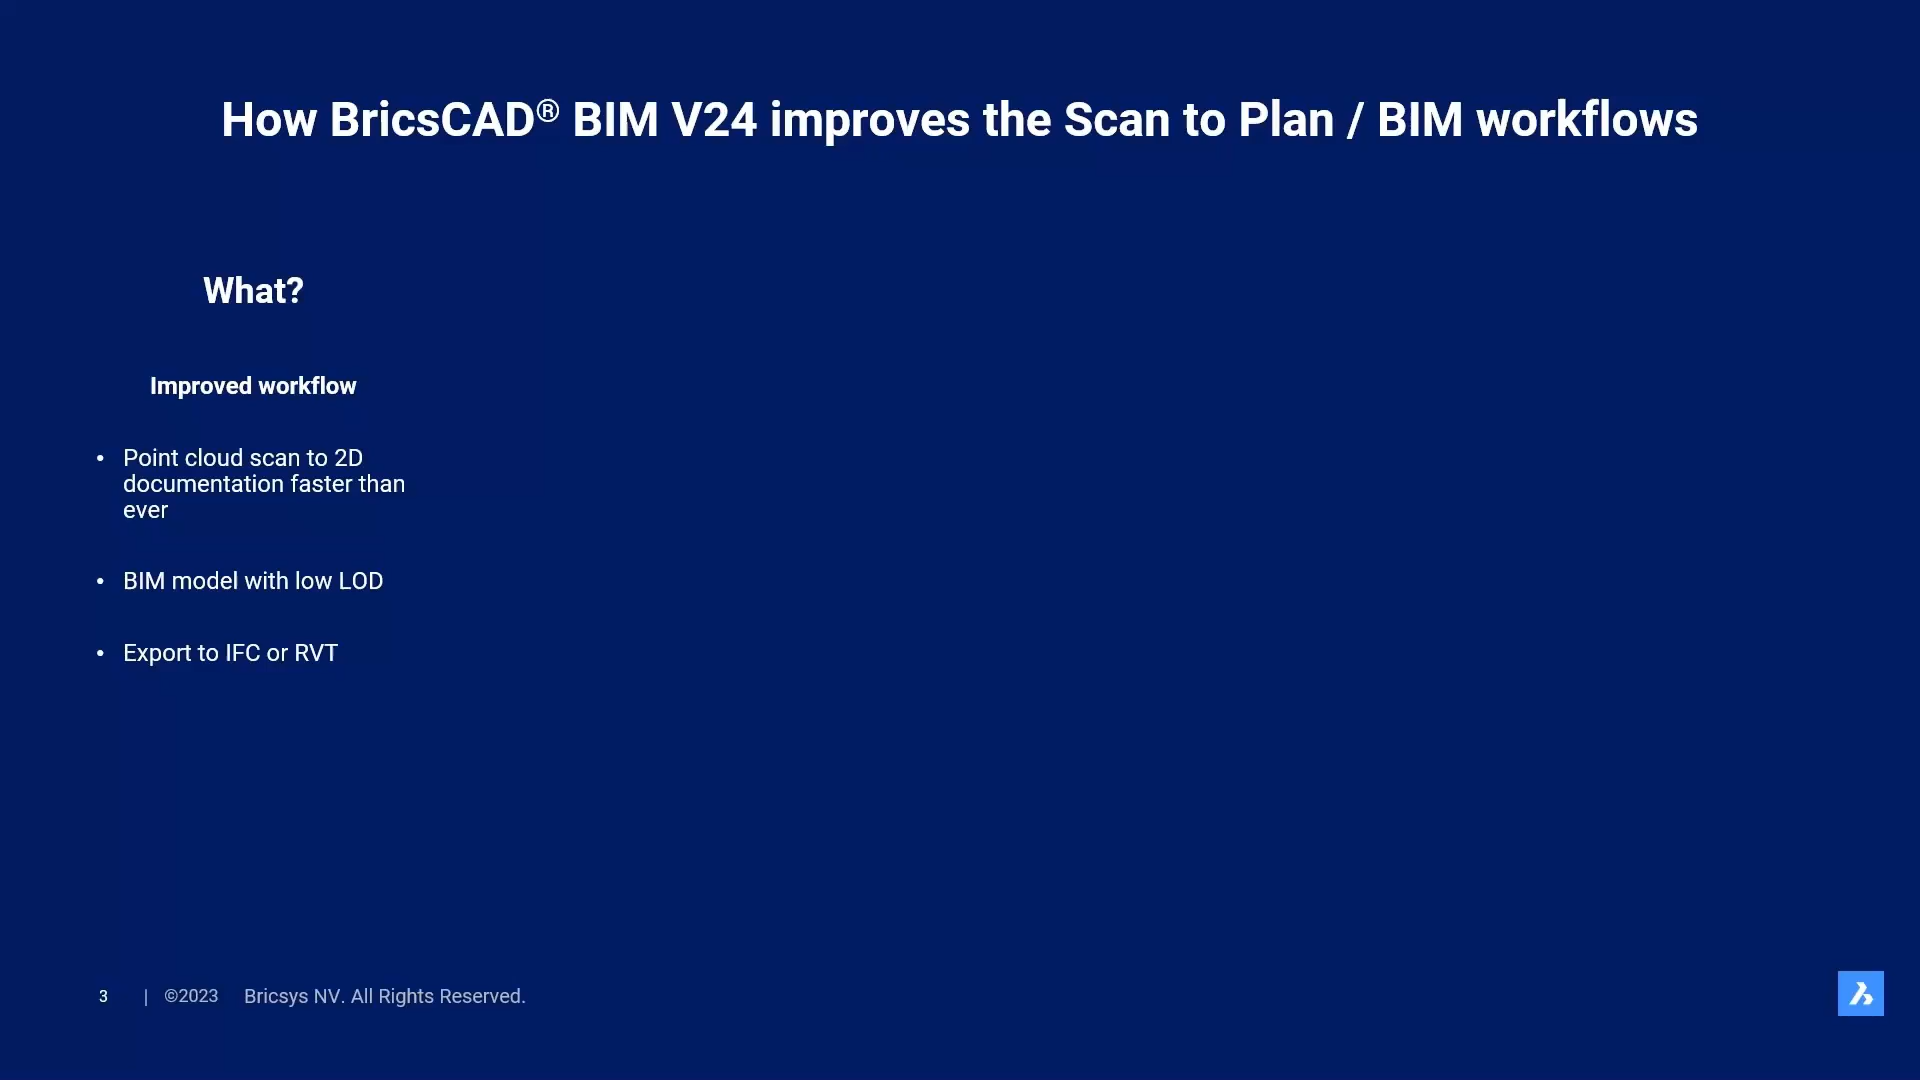 How BricsCAD® BIM V24 improves the Scan to Plan / BIM workflows
What?
Improved workflow
• Point cloud scan to 2D
documentation faster than
ever
• BIM model with low LOD
• Export to IFC or RVT
3 | ©2023 Bricsys NV. All Rights Reserved.